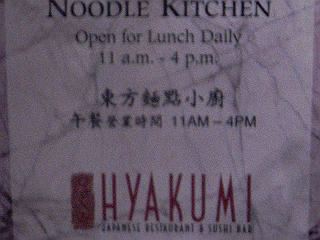 NOODLE KITCHEN
Open for Lunch Daily
11 a.m. - 4 p.m.
東方麵點小廚
午餐營業時間 11AM–4PM
HYAKUMI
JAPANESE RESTAURANT & SUSHI BAR